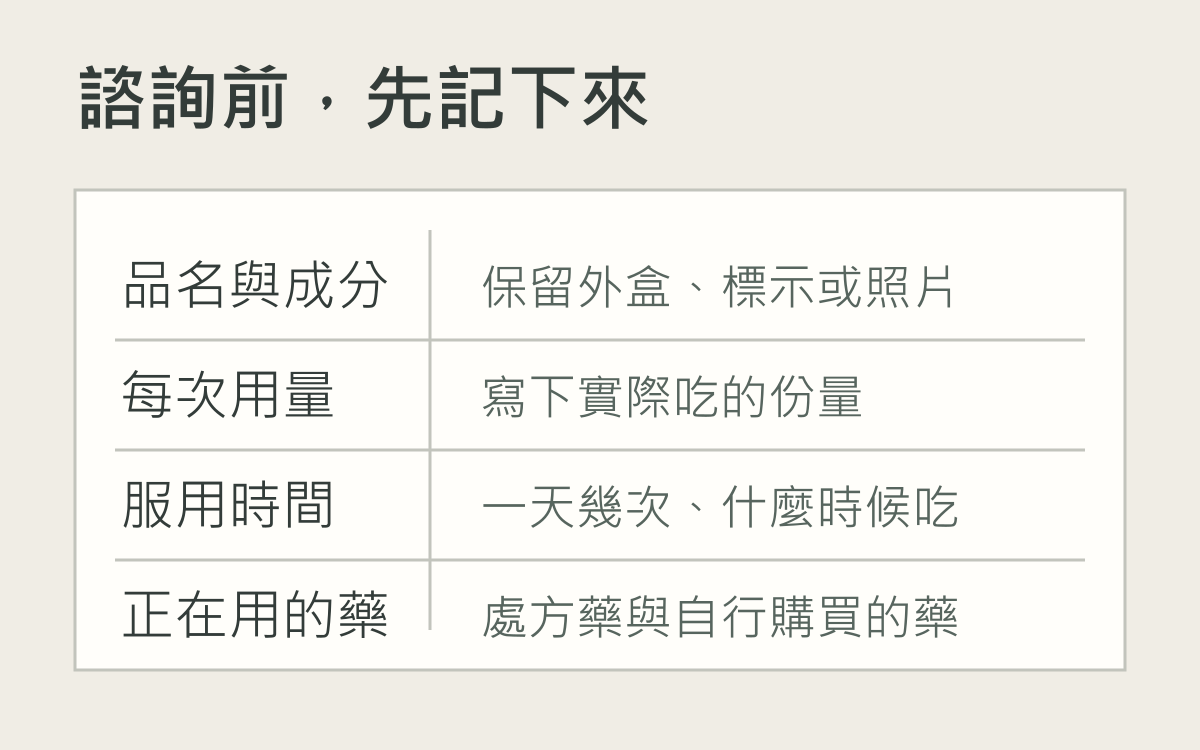 諮詢前，先記下來
品名與成分 保留外盒、標示或照片
每次用量 寫下實際吃的份量
服用時間 一天幾次、什麼時候吃
正在用的藥 處方藥與自行購買的藥